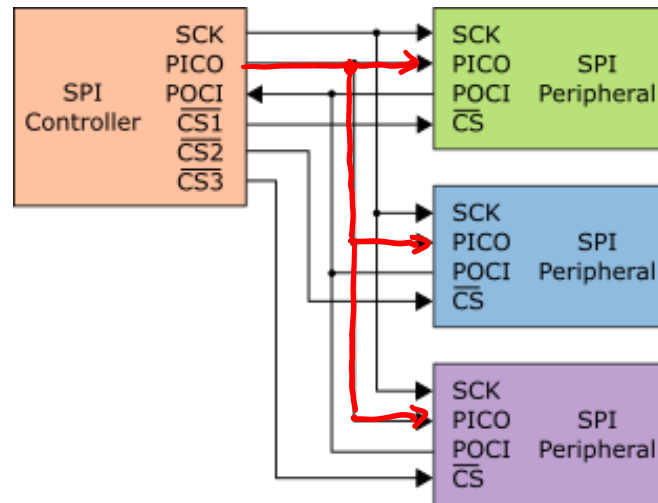 SCK
PICO
SPI POCI
Controller CS1
CS2
CS3
SCK
PICO SPI
POCI Peripheral
CS
SCK
PICO SPI
POCI Peripheral
CS
SCK
PICO SPI
POCI Peripheral
CS